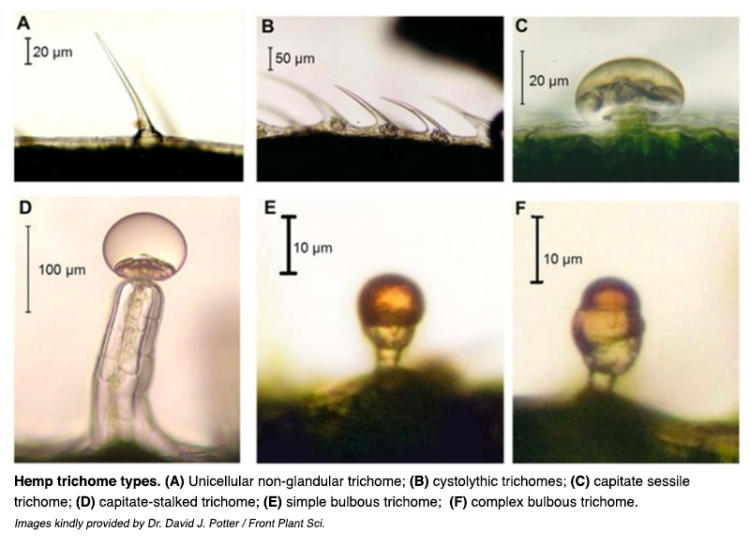 A
20 µm
B
50 µm
C
20 µm
D
100 µm
E
10 µm
F
10 µm
Hemp trichome types. (A) Unicellular non-glandular trichome; (B) cystolythic trichomes; (C) capitate sessile
trichome; (D) capitate-stalked trichome; (E) simple bulbous trichome; (F) complex bulbous trichome.
Images kindly provided by Dr. David J. Potter / Front Plant Sci.